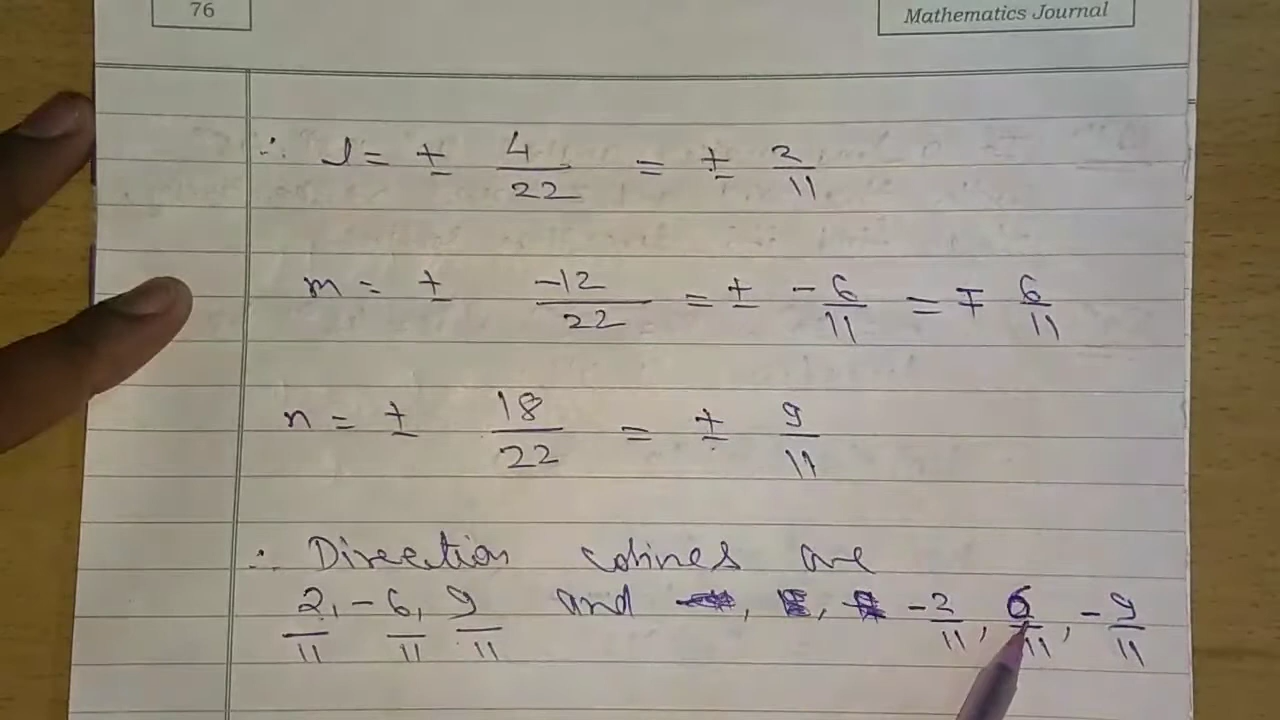 76
Mathematics Journal
∴ l = ± 4/22 = ± 2/11
m = ± -12/22 = ± -6/11 = ∓ 6/11
n = ± 18/22 = ± 9/11
∴ Direction cosines are
2/11, -6/11, 9/11 and -2/11, 6/11, -9/11